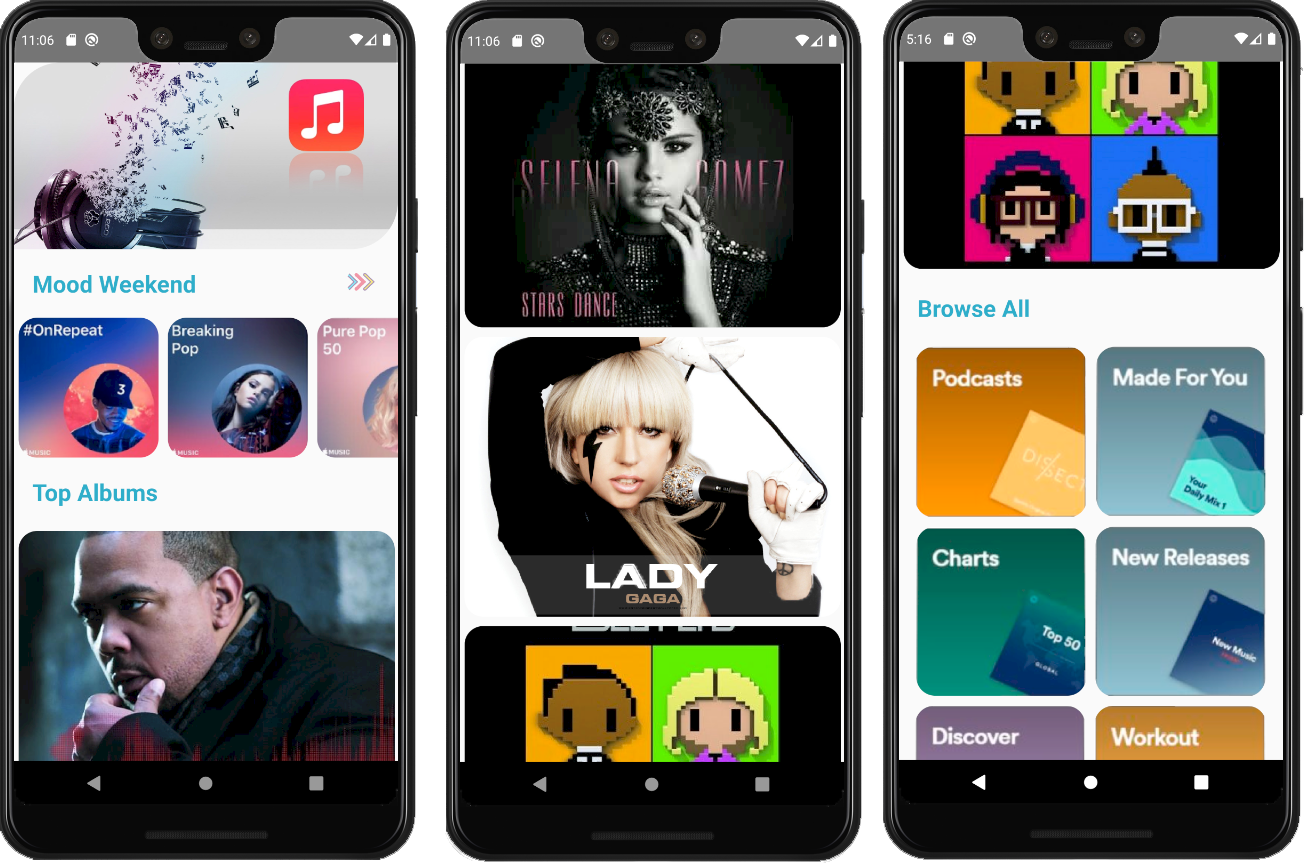 11:06
Mood Weekend
#OnRepeat
Breaking
Pop
Pure Pop
50
3
MUSIC
MUSIC
MUSIC
Top Albums
11:06
SELENA GOMEZ
STARS DANCE
LADY
GAGA
5:16
Browse All
Podcasts
DISSECT
Made For You
Your
Daily Mix 1
Charts
Top 50
GLOBAL
New Releases
New Music
Discover
Workout